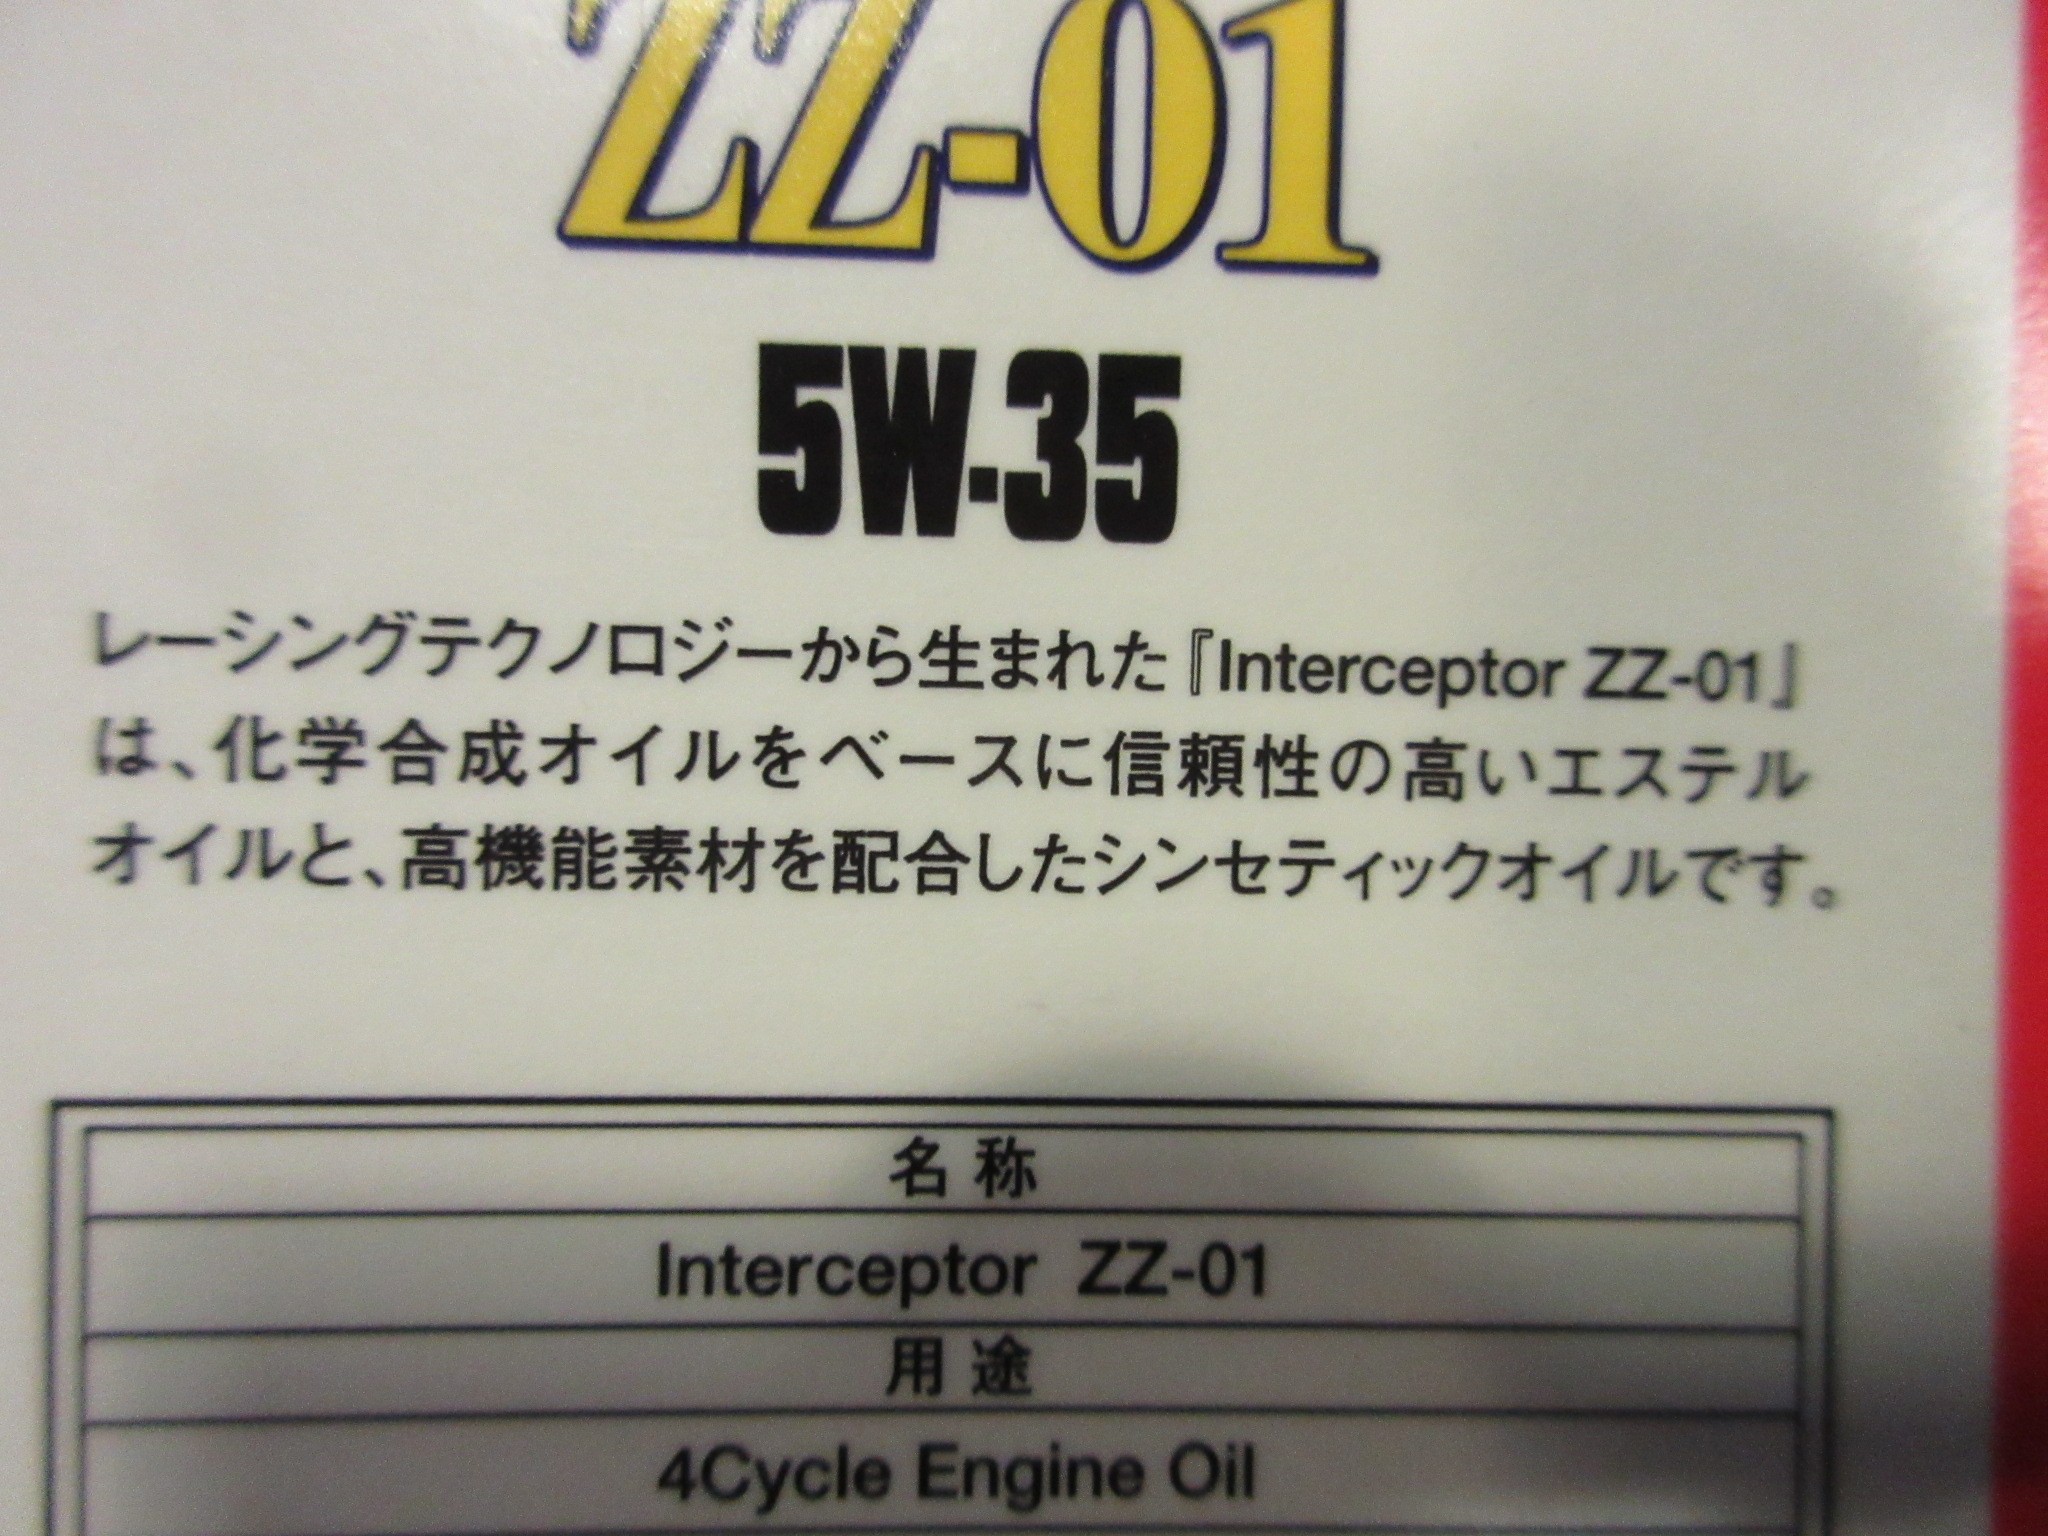 ZZ-01
5W-35
レーシングテクノロジーから生まれた『Interceptor ZZ-01』
は、化学合成オイルをベースに信頼性の高いエステル
オイルと、高機能素材を配合したシンセティックオイルです。
名称
Interceptor ZZ-01
用途
4Cycle Engine Oil